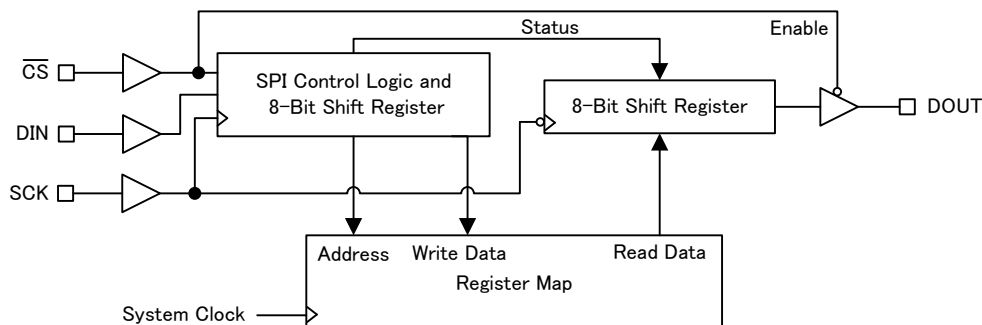 Status
Enable
C̅S̅
SPI Control Logic and
8-Bit Shift Register
8-Bit Shift Register
DOUT
DIN
SCK
Address
Write Data
Read Data
Register Map
System Clock